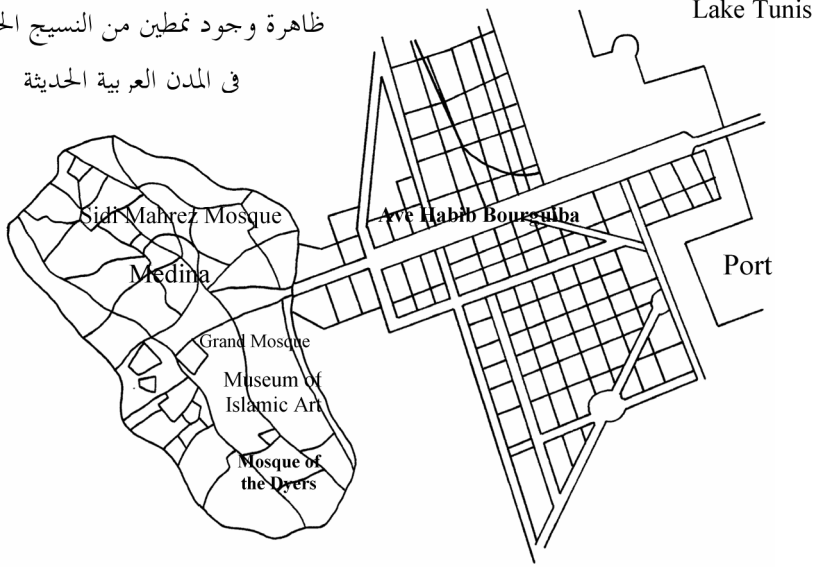 Lake Tunis
ظاهرة وجود نمطين من النسيج
فى المدن العربية الحديثة
Sidi Mahrez Mosque
Ave Habib Bourguiba
Medina
Port
Grand Mosque
Museum of
Islamic Art
Mosque of
the Dyers